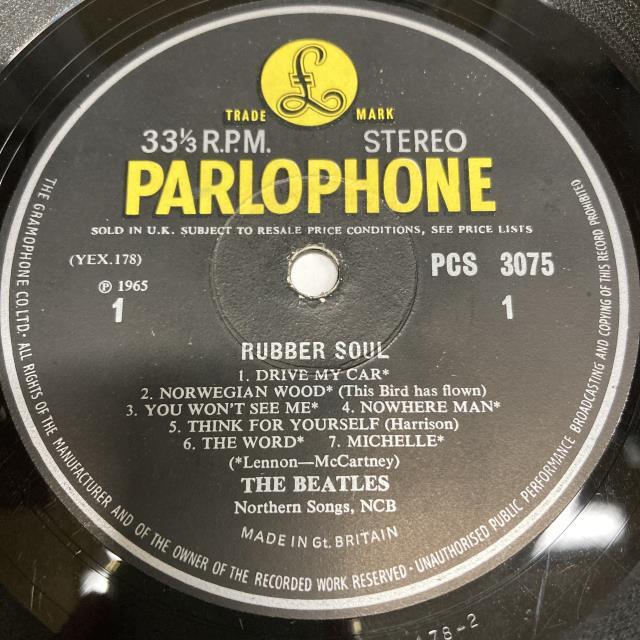 £
TRADE MARK
33⅓ R.P.M. STEREO
PARLOPHONE
SOLD IN U.K. SUBJECT TO RESALE PRICE CONDITIONS, SEE PRICE LISTS
(YEX.178) PCS 3075
℗ 1965
1 1
RUBBER SOUL
1. DRIVE MY CAR*
2. NORWEGIAN WOOD* (This Bird has flown)
3. YOU WON'T SEE ME* 4. NOWHERE MAN*
5. THINK FOR YOURSELF (Harrison)
6. THE WORD* 7. MICHELLE*
(*Lennon—McCartney)
THE BEATLES
Northern Songs, NCB
MADE IN Gt. BRITAIN
THE GRAMOPHONE CO. LTD. · ALL RIGHTS OF THE MANUFACTURER AND OF THE OWNER OF THE RECORDED WORK RESERVED · UNAUTHORISED PUBLIC PERFORMANCE BROADCASTING AND COPYING OF THIS RECORD PROHIBITED
78-2